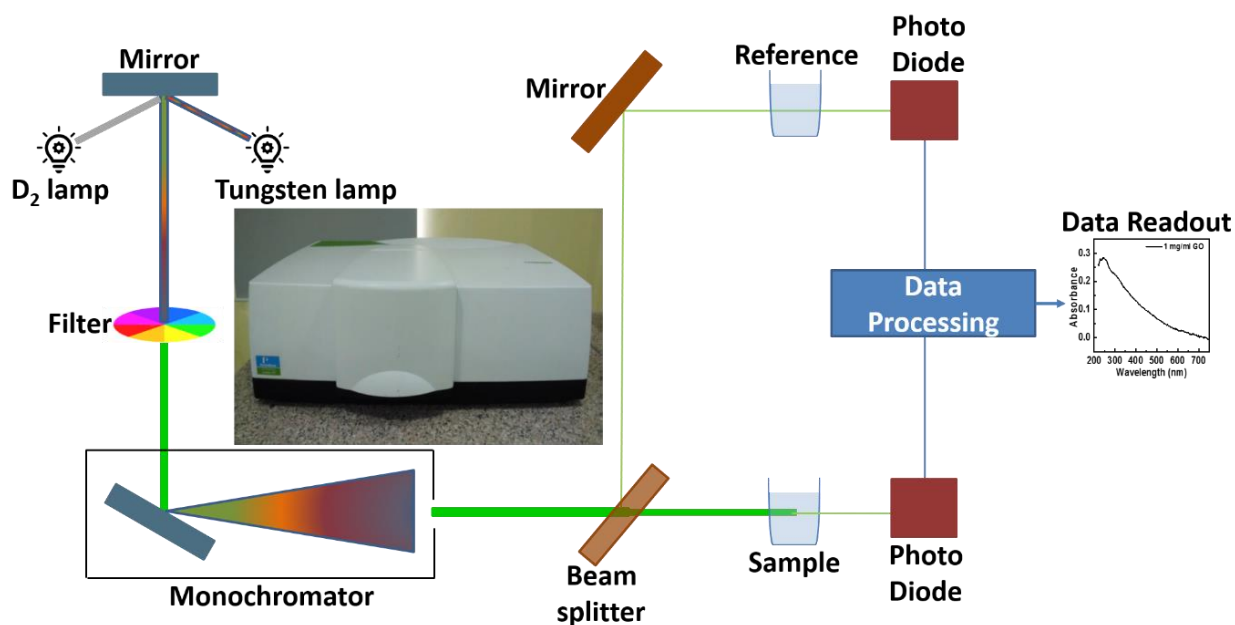 Mirror
D₂ lamp
Tungsten lamp
Filter
Monochromator
Mirror
Reference
Photo
Diode
Beam
splitter
Sample
Photo
Diode
Data
Processing
Data Readout
1 mg/ml GO
Absorbance
0.3
0.2
0.1
0.0
200 300 400 500 600 700
Wavelength (nm)